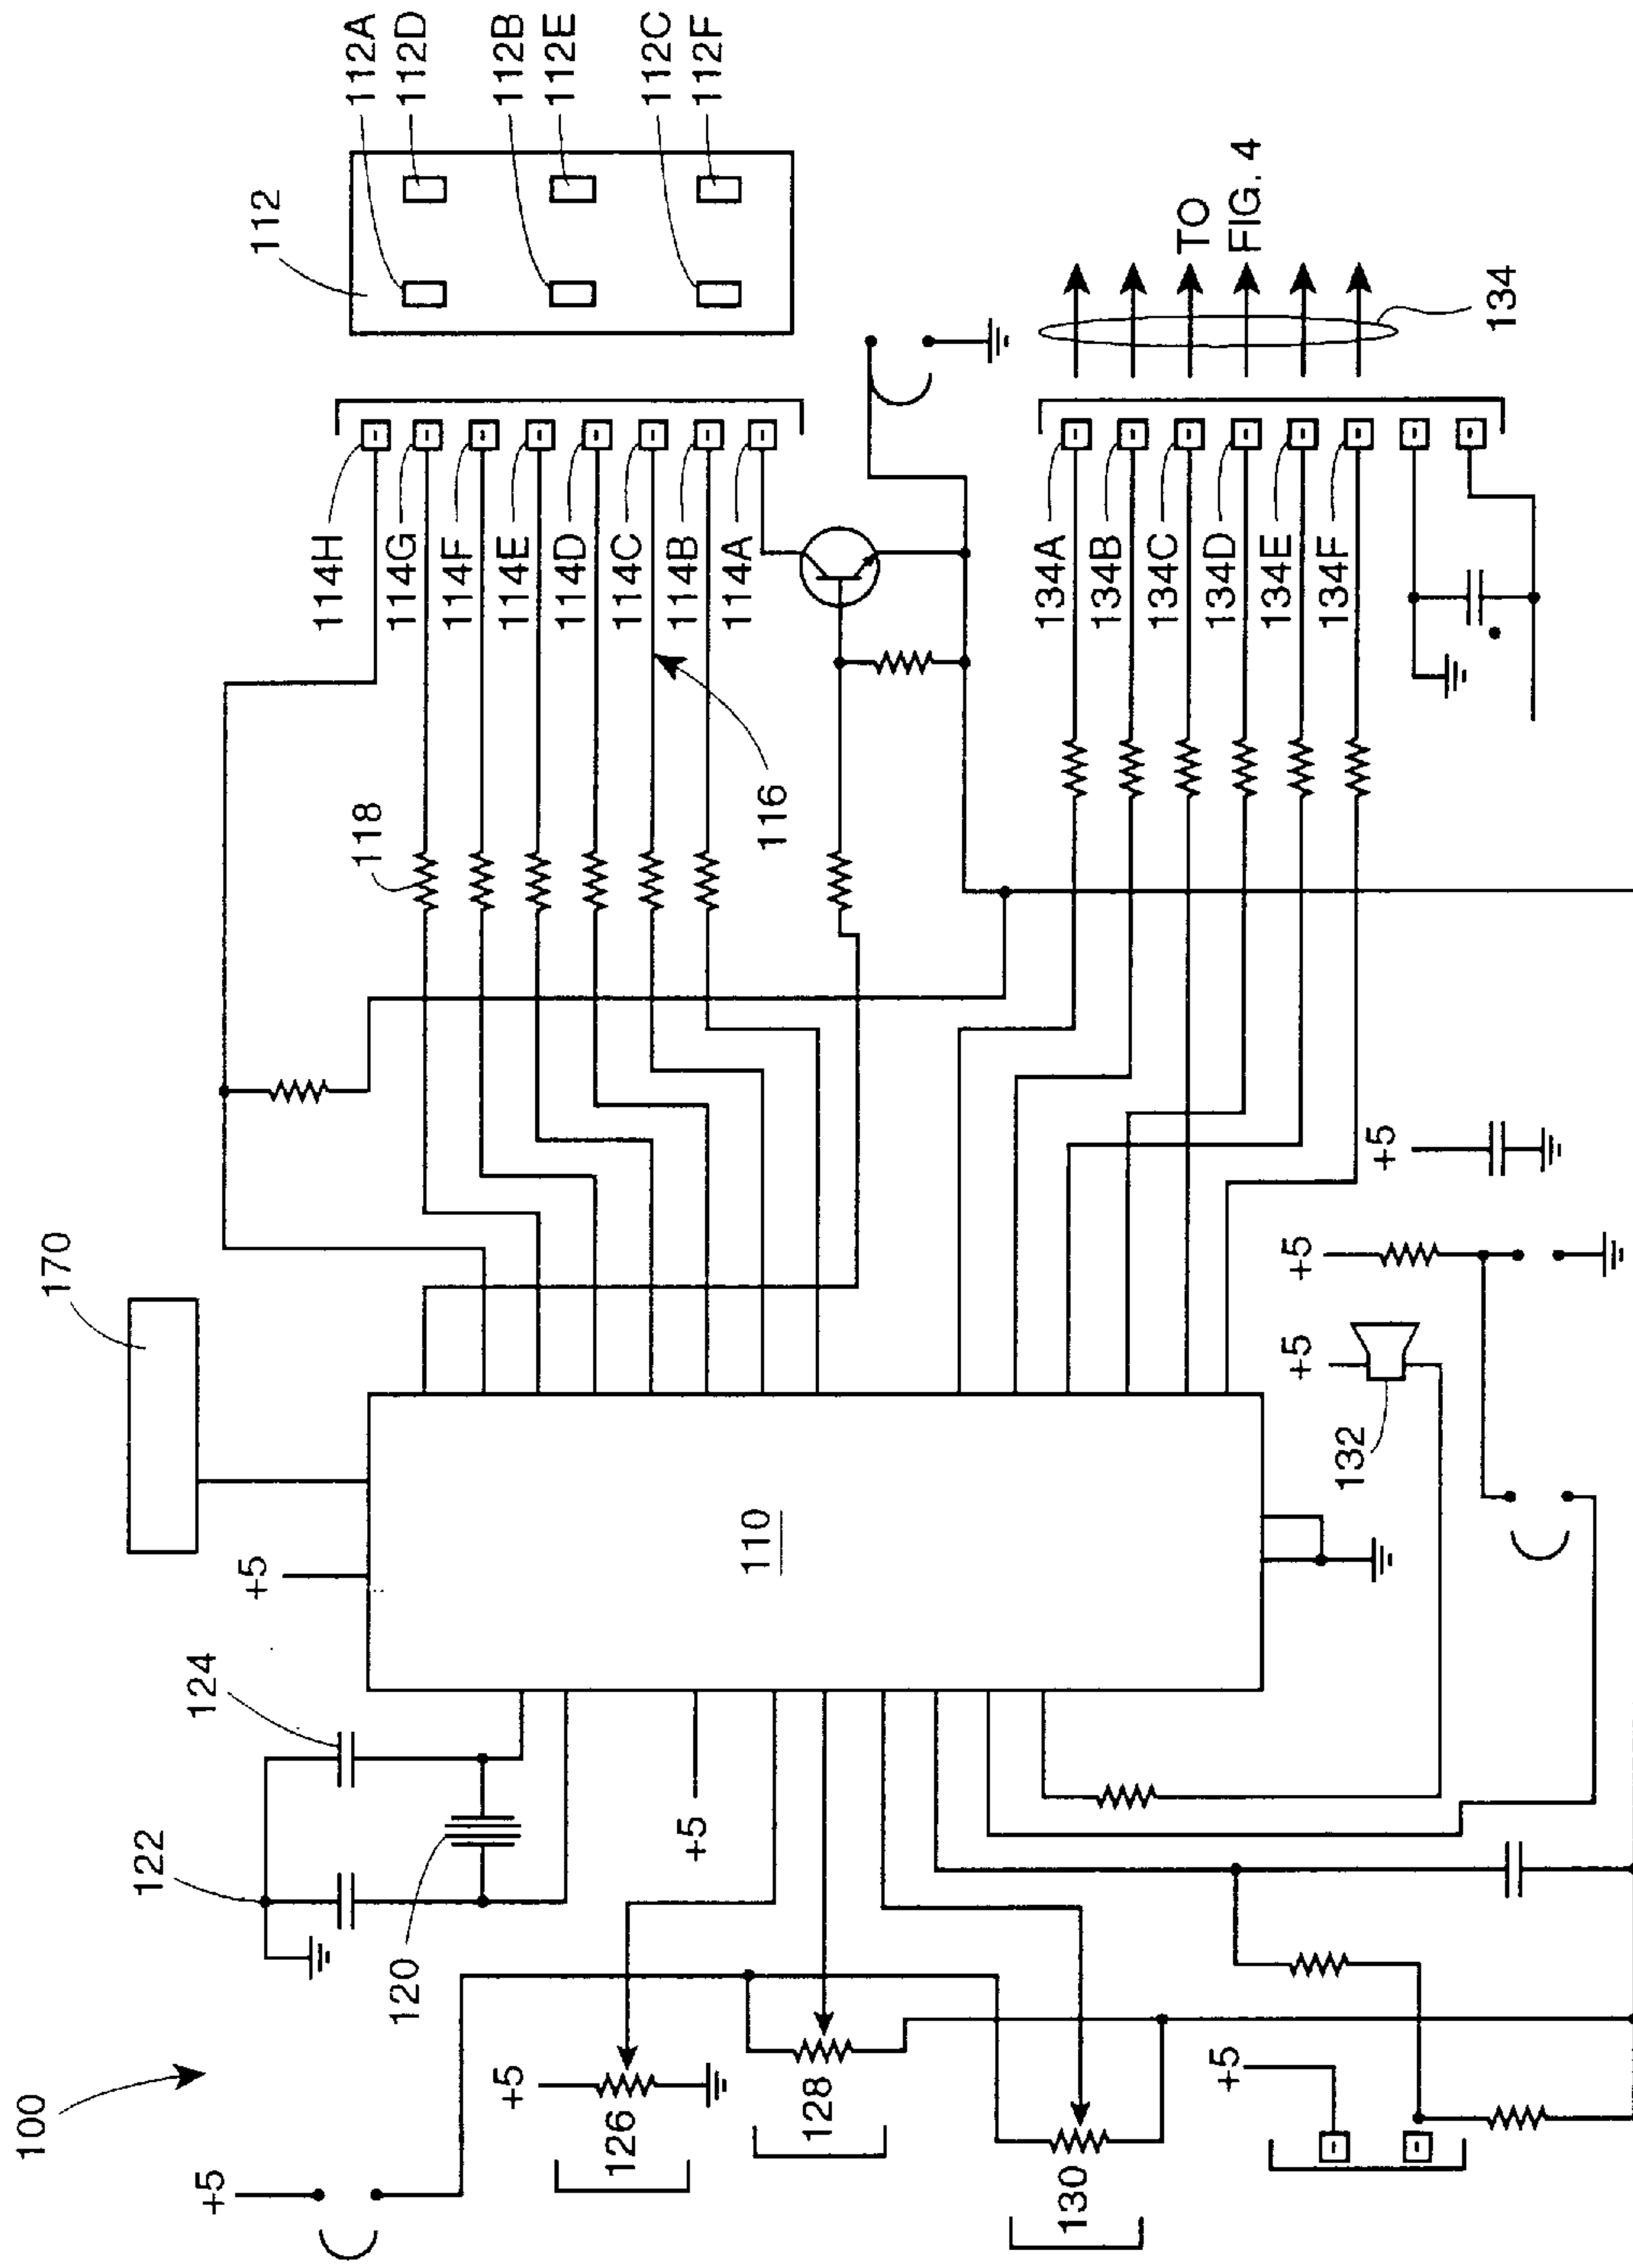 100
+5
122
124
+5
170
120
+5
110
+5
126
128
130
+5
132
+5
+5
118
116
112
112A
112D
112B
112E
112C
112F
114H
114G
114F
114E
114D
114C
114B
114A
134A
134B
134C
134D
134E
134F
TO
FIG. 4
134